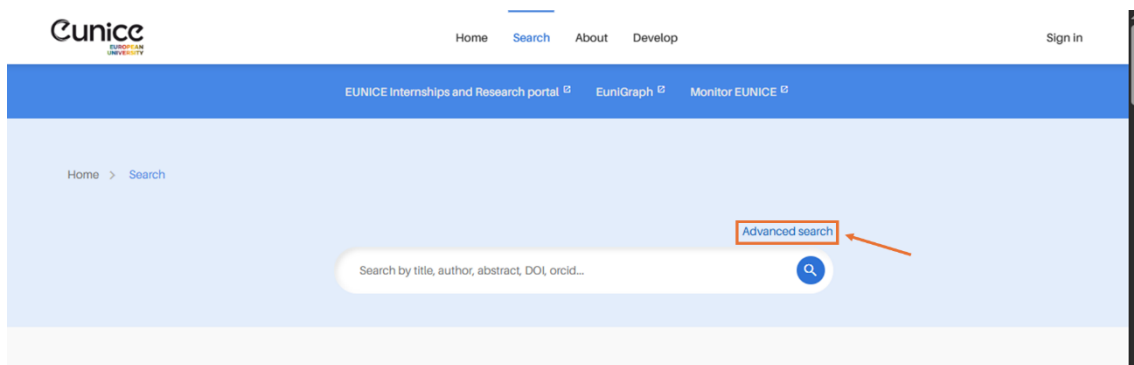 eunice
EUROPEAN
UNIVERSITY
Home Search About Develop
Sign in
EUNICE Internships and Research portal EuniGraph Monitor EUNICE
Home > Search
Advanced search
Search by title, author, abstract, DOI, orcid...